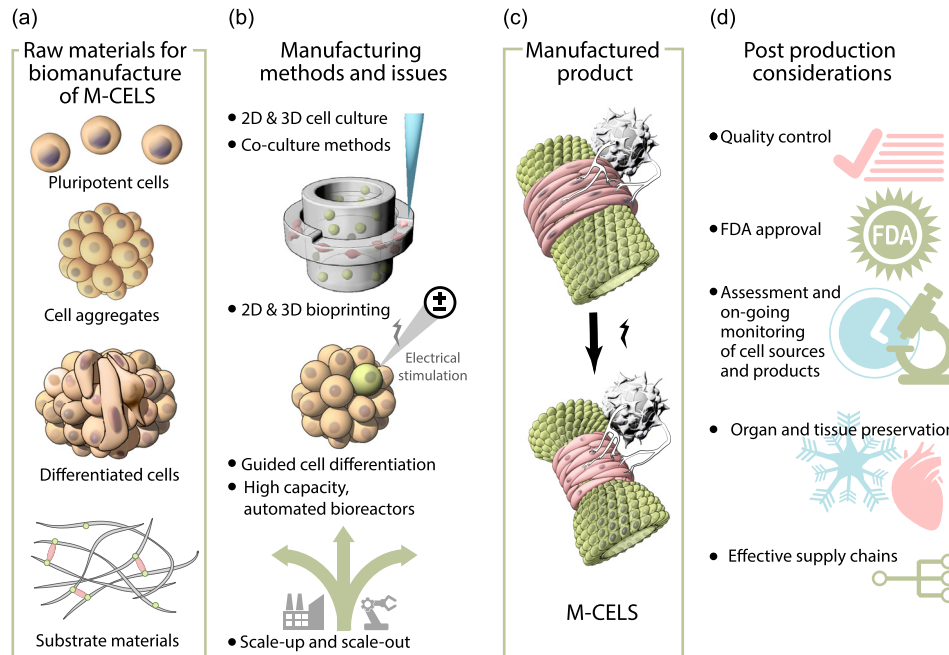 (a)
Raw materials for
biomanufacture
of M-CELS
Pluripotent cells
Cell aggregates
Differentiated cells
Substrate materials
(b)
Manufacturing
methods and issues
• 2D & 3D cell culture
• Co-culture methods
• 2D & 3D bioprinting
±
Electrical
stimulation
• Guided cell differentiation
• High capacity,
automated bioreactors
• Scale-up and scale-out
(c)
Manufactured
product
M-CELS
(d)
Post production
considerations
• Quality control
• FDA approval
FDA
• Assessment and
on-going
monitoring
of cell sources
and products
• Organ and tissue preservation
• Effective supply chains